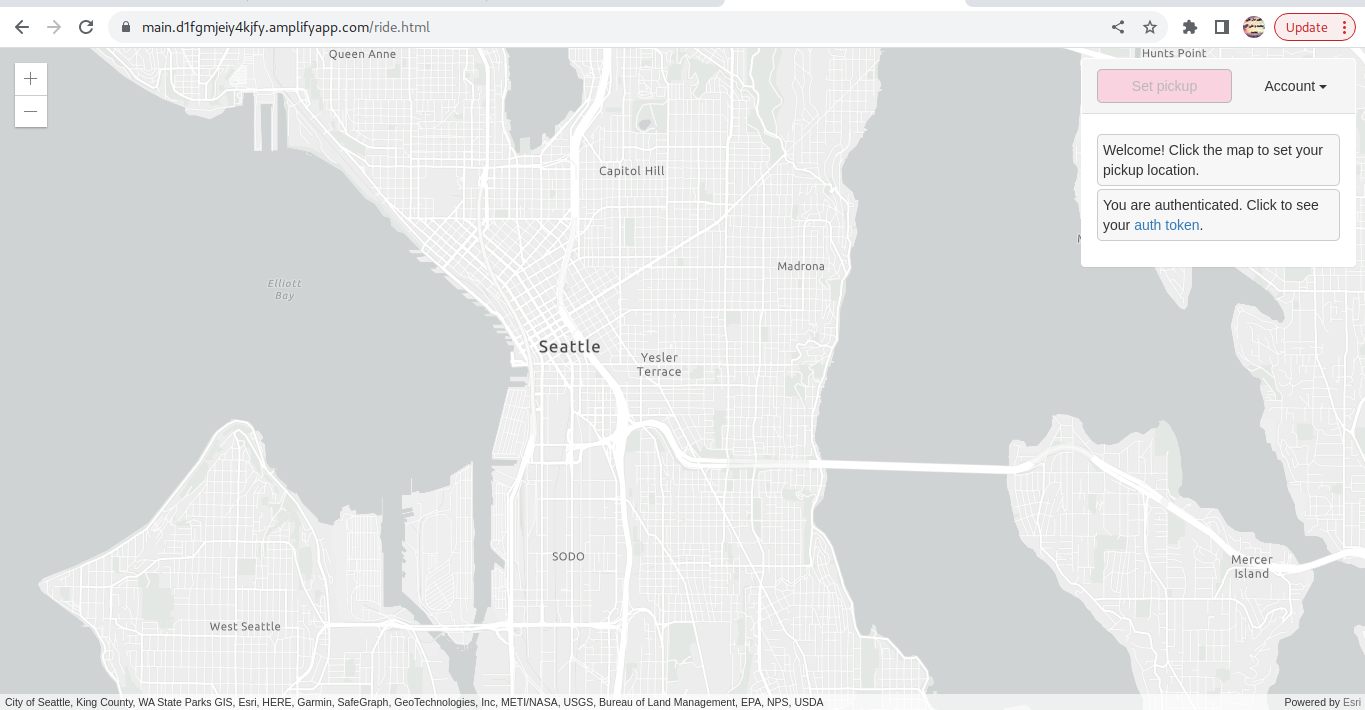 main.d1fgmjeiy4kjfy.amplifyapp.com/ride.html
Update
Queen Anne
Hunts Point
Set pickup
Account
Welcome! Click the map to set your
pickup location.
You are authenticated. Click to see
your auth token.
Capitol Hill
Madrona
Elliott
Bay
Seattle
Yesler
Terrace
SODO
Mercer
Island
West Seattle
City of Seattle, King County, WA State Parks GIS, Esri, HERE, Garmin, SafeGraph, GeoTechnologies, Inc, METI/NASA, USGS, Bureau of Land Management, EPA, NPS, USDA
Powered by Esri